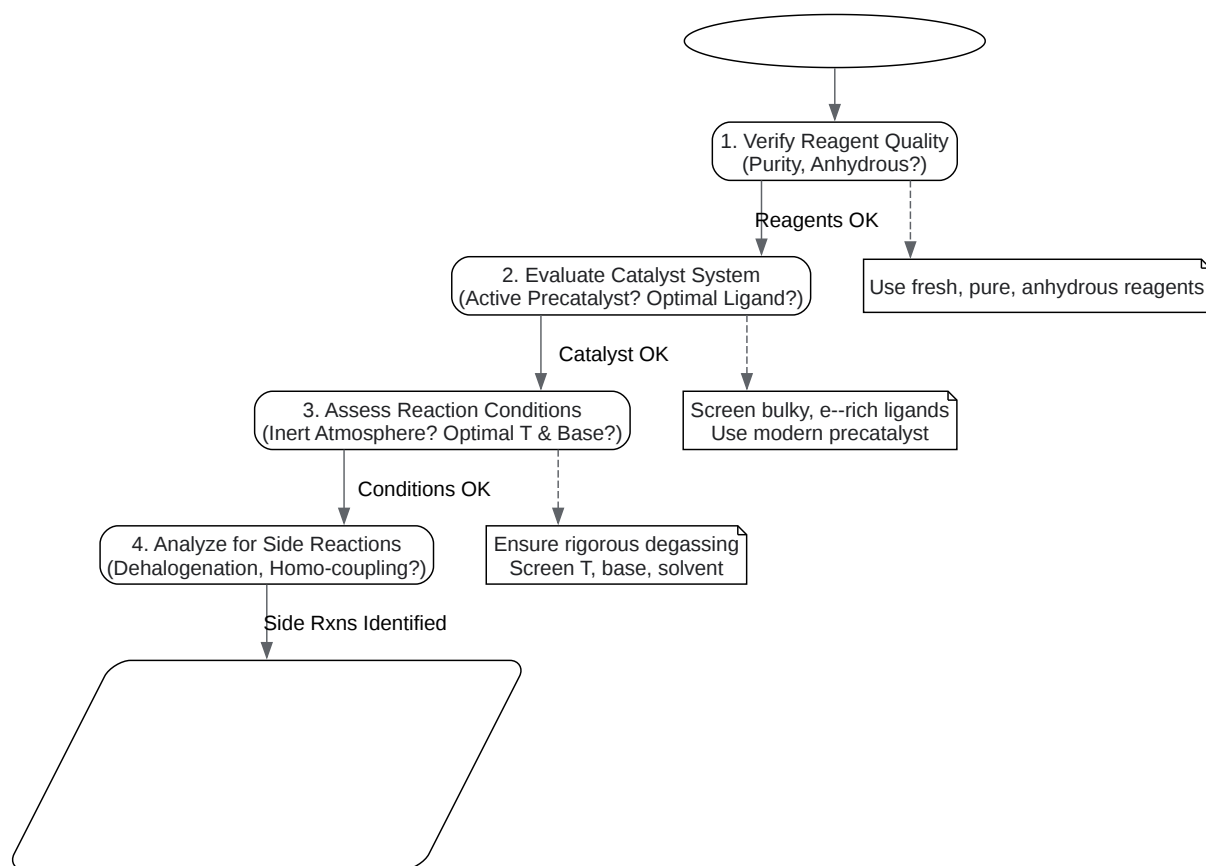 1. Verify Reagent Quality
(Purity, Anhydrous?)
Reagents OK
2. Evaluate Catalyst System
(Active Precatalyst? Optimal Ligand?)
Use fresh, pure, anhydrous reagents
Catalyst OK
3. Assess Reaction Conditions
(Inert Atmosphere? Optimal T & Base?)
Screen bulky, e--rich ligands
Use modern precatalyst
Conditions OK
4. Analyze for Side Reactions
(Dehalogenation, Homo-coupling?)
Ensure rigorous degassing
Screen T, base, solvent
Side Rxns Identified